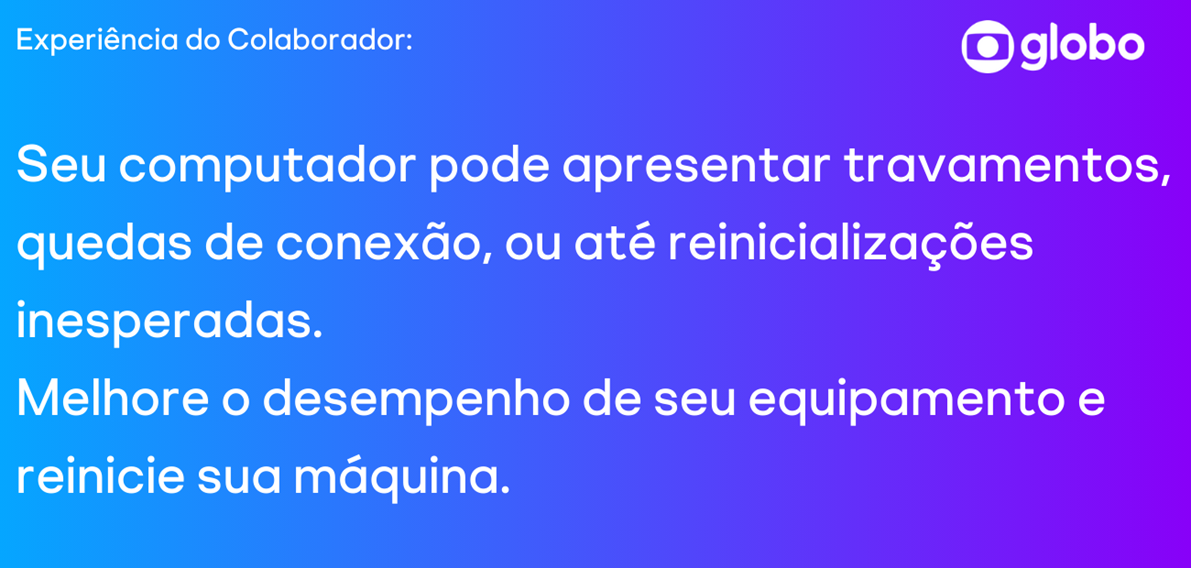 Experiência do Colaborador:
globo
Seu computador pode apresentar travamentos,
quedas de conexão, ou até reinicializações
inesperadas.
Melhore o desempenho de seu equipamento e
reinicie sua máquina.